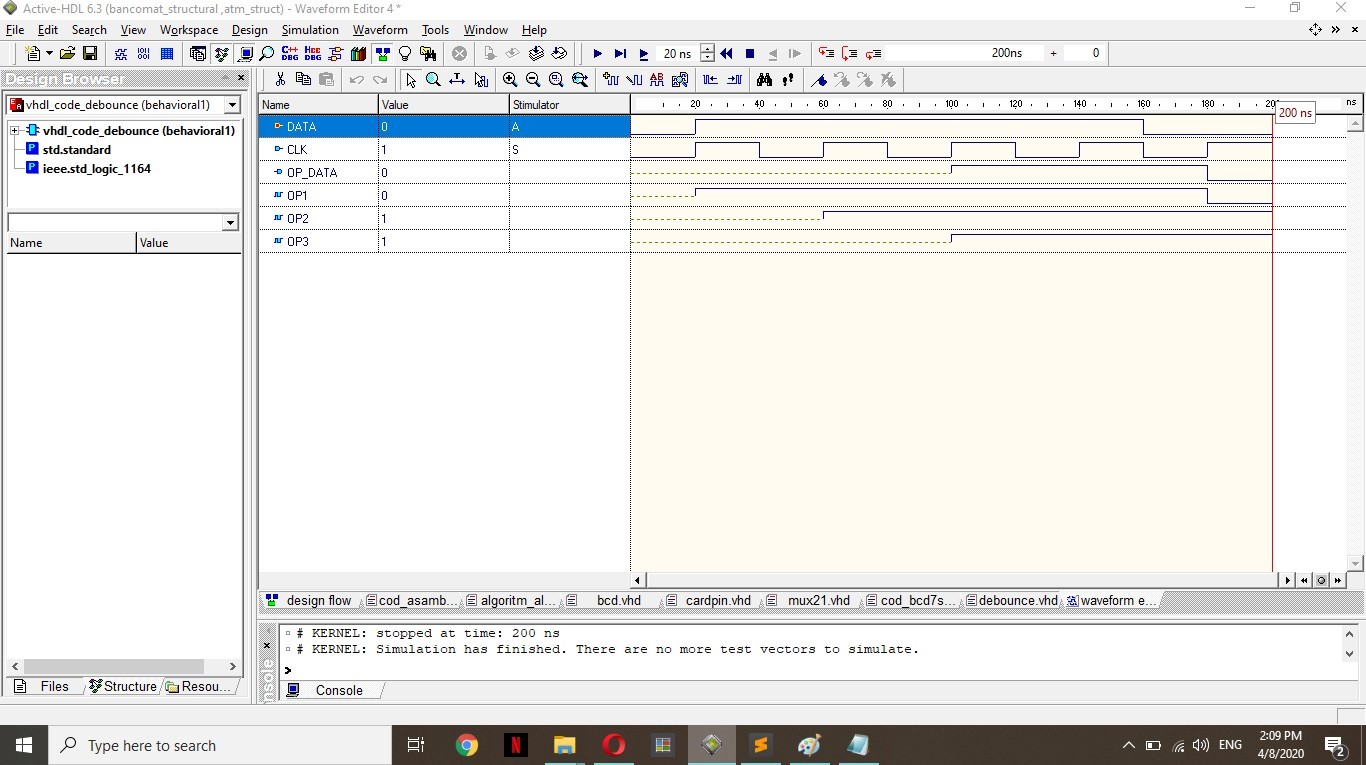 Active-HDL 6.3 (bancomat_structural ,atm_struct) - Waveform Editor 4 *
File Edit Search View Workspace Design Simulation Waveform Tools Window Help
C++ DBG HDL DBG 20 ns 200ns + 0
Design Browser
vhdl_code_debounce (behavioral1)
vhdl_code_debounce (behavioral1)
std.standard
ieee.std_logic_1164
Name Value
Name Value Stimulator 20 40 60 80 100 120 140 160 180 ns
200 ns
DATA 0 A
CLK 1 S
OP_DATA 0
OP1 0
OP2 1
OP3 1
design flow cod_asamb... algoritm_al... bcd.vhd cardpin.vhd mux21.vhd cod_bcd7s... debounce.vhd waveform e...
# KERNEL: stopped at time: 200 ns
# KERNEL: Simulation has finished. There are no more test vectors to simulate.
>
Console
Files Structure Resou...
Type here to search
ENG 2:09 PM
4/8/2020
2